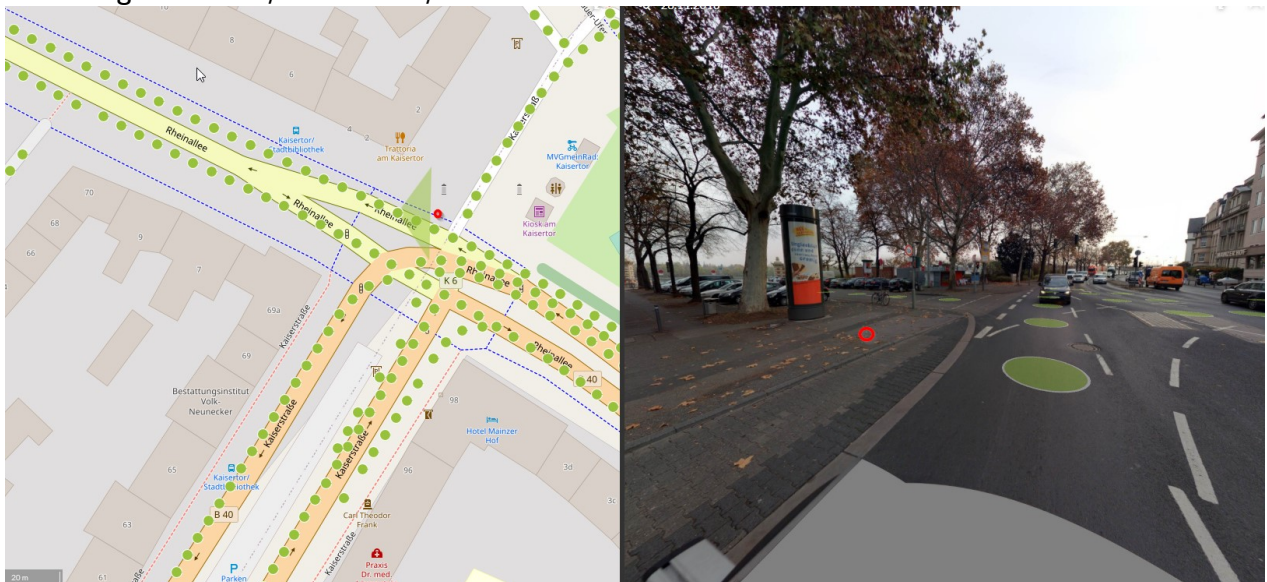 8
6
4
2
2
Rheinallee
Kaisertor/
Stadtbibliothek
Trattoria
am Kaisertor
MVGmeinRad:
Kaisertor
Kiosk am
Kaisertor
Rheinallee
Rheinallee
Rheinallee
K 6
Rheinallee
40
70
68
66
9
7
69a
69
65
63
61
Kaiserstraße
Bestattungsinstitut
Volk-
Neunecker
Kaiserstraße
Kaiserstraße
Kaiserstraße
98
96
Hotel Mainzer
Hof
3d
Kaisertor/
B 40
Carl Theodor
Frank
Praxis
Dr. med.
P
Parken
20 m